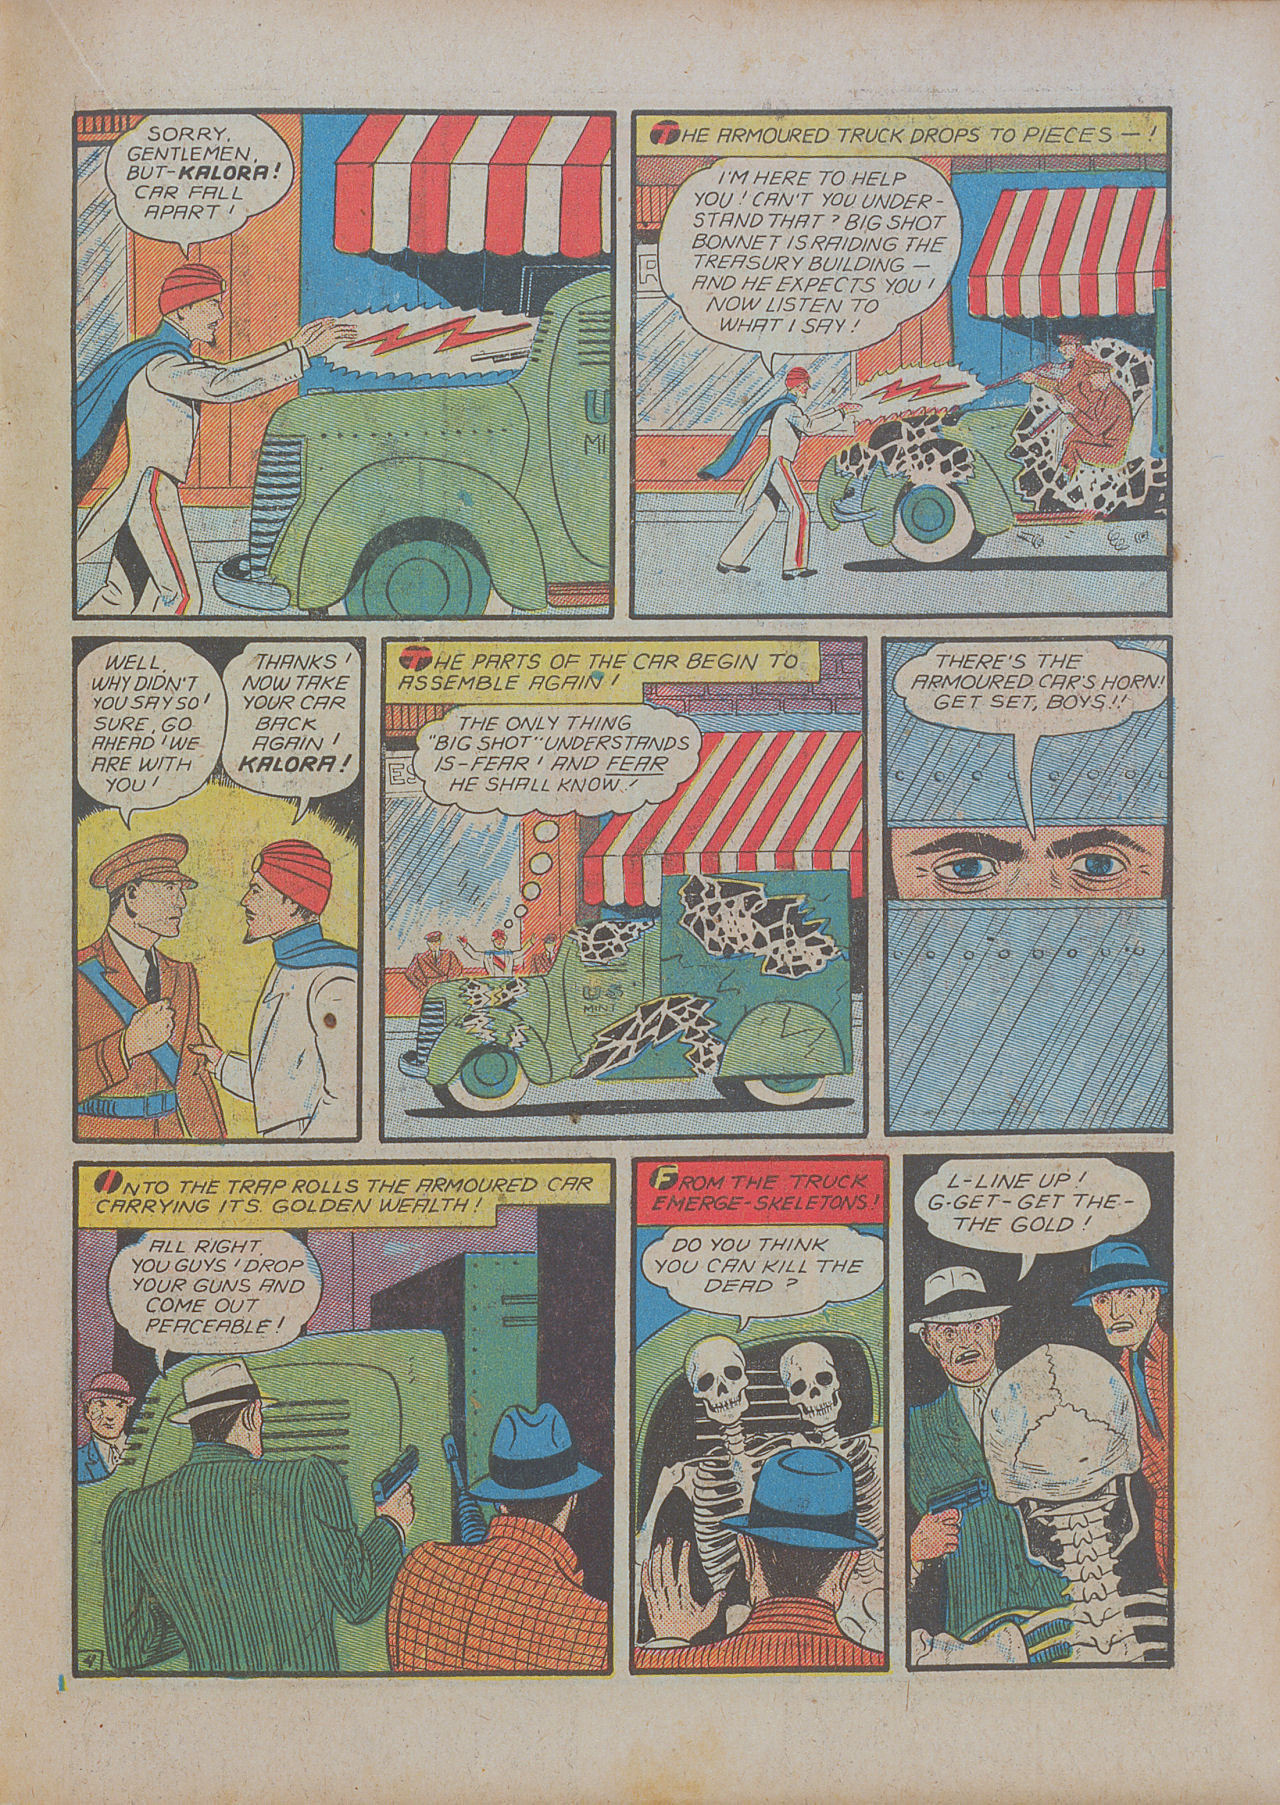 SORRY,
GENTLEMEN,
BUT-KALORA!
CAR FALL
APART!
U
MIN
THE ARMOURED TRUCK DROPS TO PIECES —!
I'M HERE TO HELP
YOU! CAN'T YOU UNDER-
STAND THAT? BIG SHOT
BONNET IS RAIDING THE
TREASURY BUILDING —
AND HE EXPECTS YOU!
NOW LISTEN TO
WHAT I SAY!
R
WELL,
WHY DIDN'T
YOU SAY SO!
SURE, GO
AHEAD! WE
ARE WITH
YOU!
THANKS!
NOW TAKE
YOUR CAR
BACK
AGAIN!
KALORA!
THE PARTS OF THE CAR BEGIN TO
ASSEMBLE AGAIN!
THE ONLY THING
"BIG SHOT" UNDERSTANDS
IS-FEAR! AND FEAR
HE SHALL KNOW!
ES
U.S.
MINT
THERE'S THE
ARMOURED CAR'S HORN!
GET SET, BOYS!!
INTO THE TRAP ROLLS THE ARMOURED CAR
CARRYING ITS GOLDEN WEALTH!
ALL RIGHT,
YOU GUYS! DROP
YOUR GUNS AND
COME OUT
PEACEABLE!
4
FROM THE TRUCK
EMERGE-SKELETONS!
DO YOU THINK
YOU CAN KILL THE
DEAD?
L-LINE UP!
G-GET-GET THE-
THE GOLD!